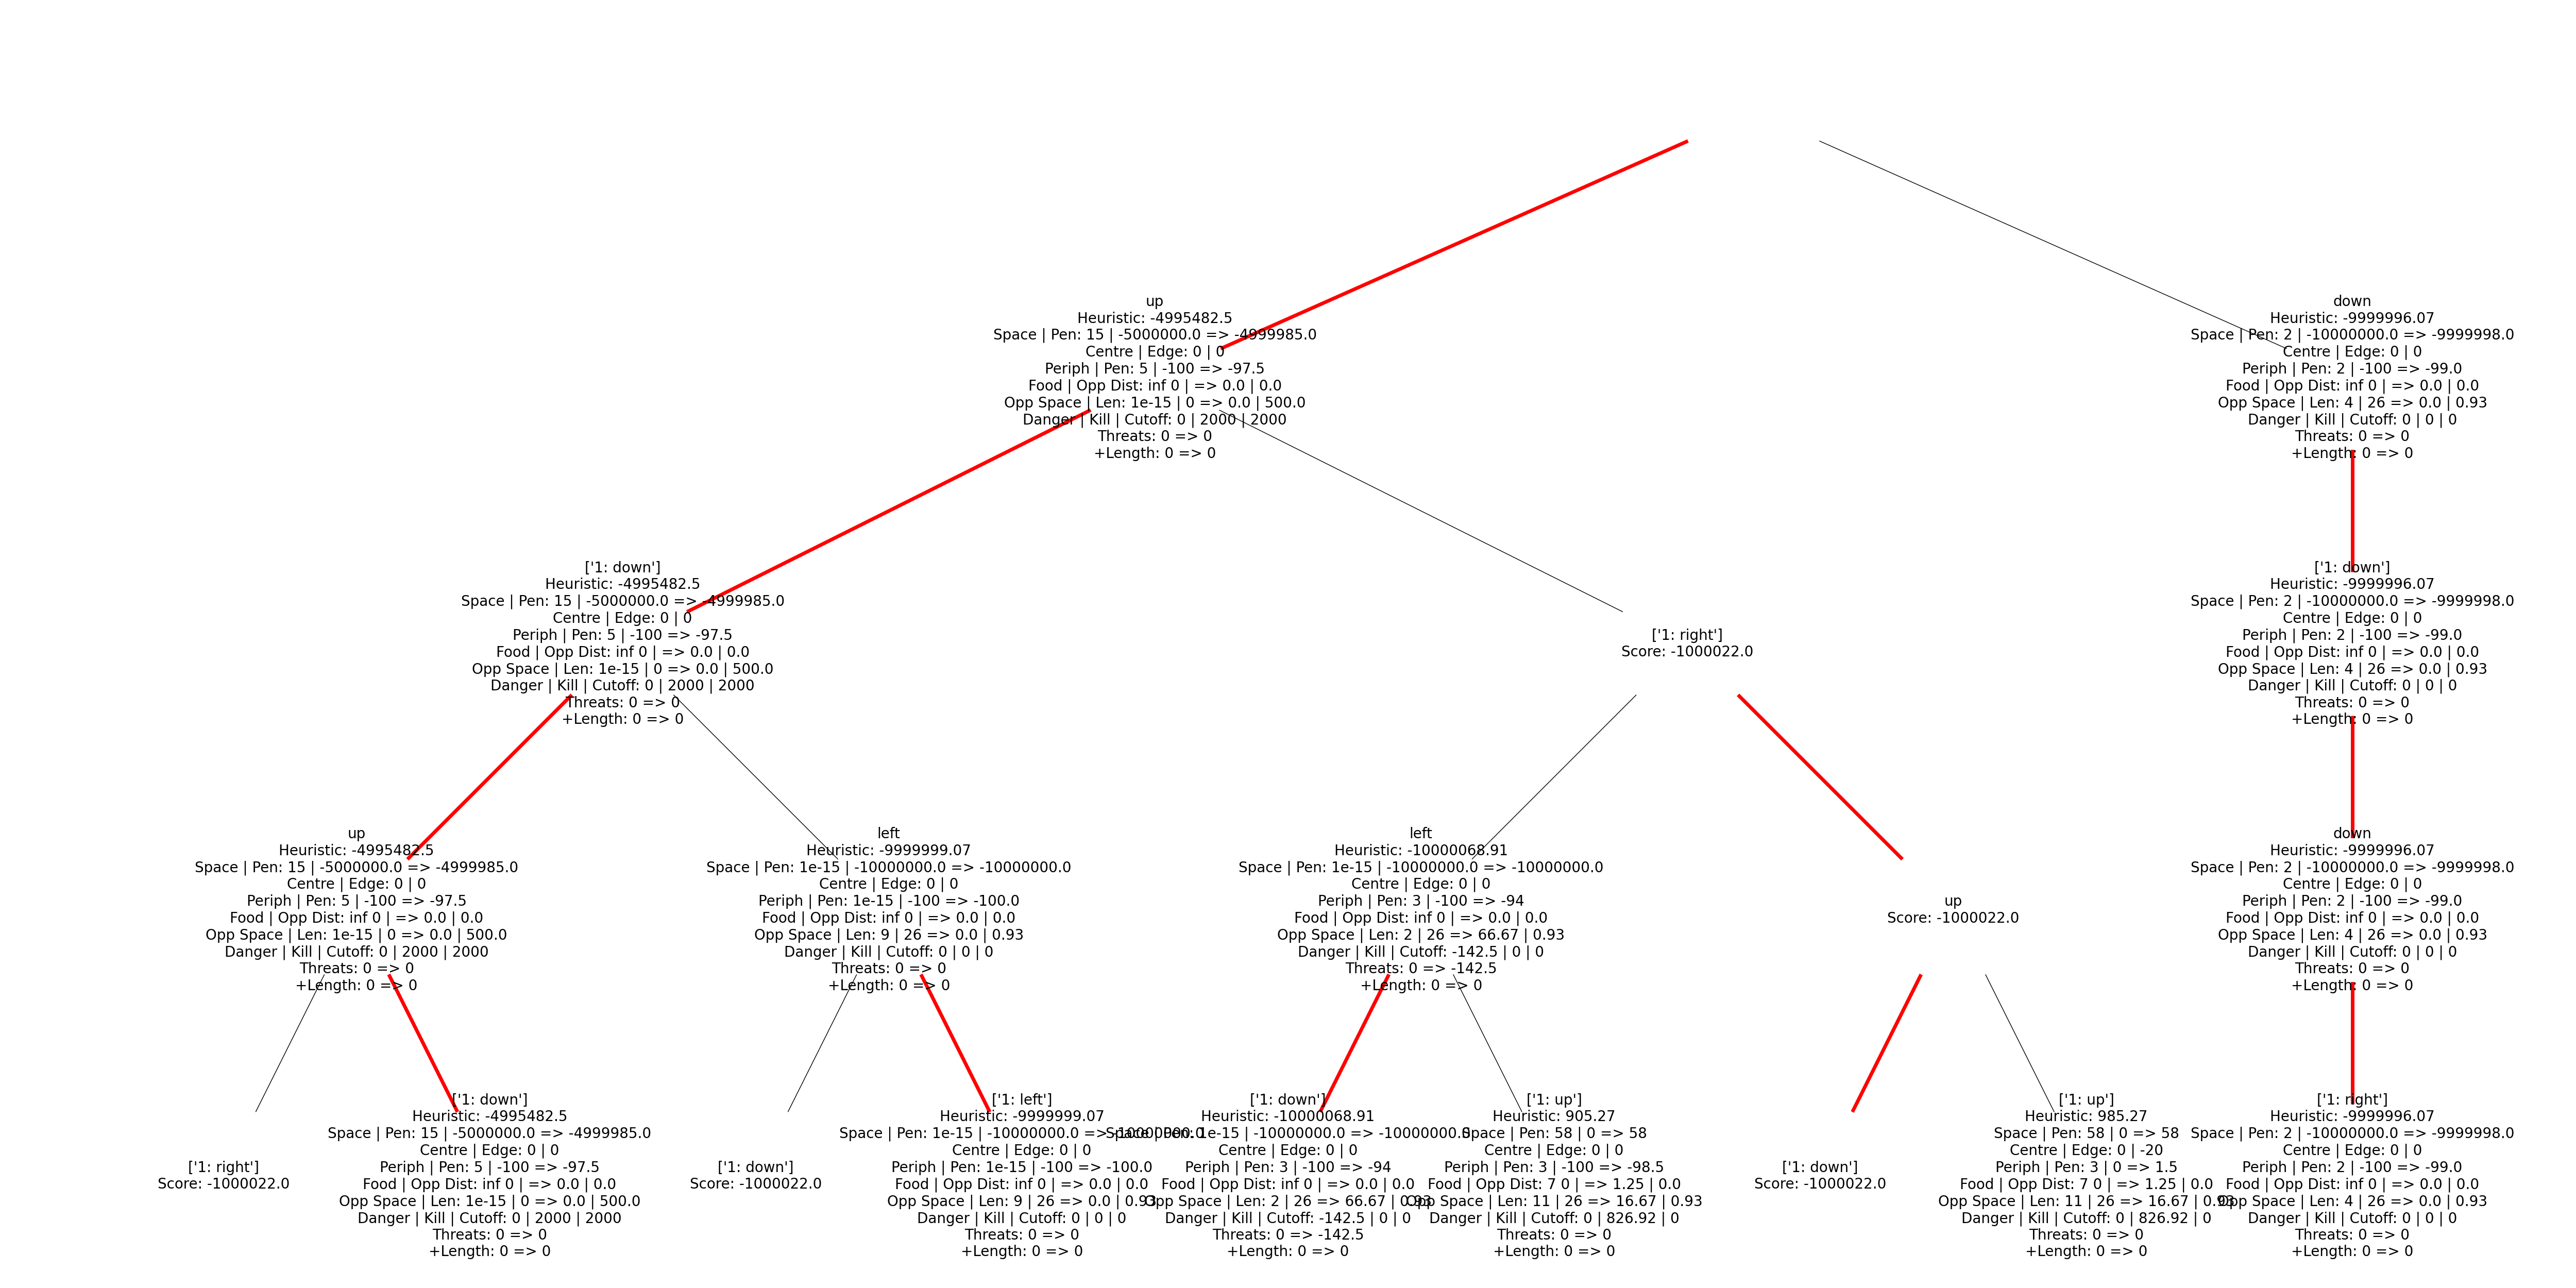 up
Heuristic: -4995482.5
Space | Pen: 15 | -5000000.0 => -4999985.0
Centre | Edge: 0 | 0
Periph | Pen: 5 | -100 => -97.5
Food | Opp Dist: inf 0 | => 0.0 | 0.0
Opp Space | Len: 1e-15 | 0 => 0.0 | 500.0
Danger | Kill | Cutoff: 0 | 2000 | 2000
Threats: 0 => 0
+Length: 0 => 0
down
Heuristic: -9999996.07
Space | Pen: 2 | -10000000.0 => -9999998.0
Centre | Edge: 0 | 0
Periph | Pen: 2 | -100 => -99.0
Food | Opp Dist: inf 0 | => 0.0 | 0.0
Opp Space | Len: 4 | 26 => 0.0 | 0.93
Danger | Kill | Cutoff: 0 | 0 | 0
Threats: 0 => 0
+Length: 0 => 0
['1: down']
Heuristic: -4995482.5
Space | Pen: 15 | -5000000.0 => -4999985.0
Centre | Edge: 0 | 0
Periph | Pen: 5 | -100 => -97.5
Food | Opp Dist: inf 0 | => 0.0 | 0.0
Opp Space | Len: 1e-15 | 0 => 0.0 | 500.0
Danger | Kill | Cutoff: 0 | 2000 | 2000
Threats: 0 => 0
+Length: 0 => 0
['1: right']
Score: -1000022.0
['1: down']
Heuristic: -9999996.07
Space | Pen: 2 | -10000000.0 => -9999998.0
Centre | Edge: 0 | 0
Periph | Pen: 2 | -100 => -99.0
Food | Opp Dist: inf 0 | => 0.0 | 0.0
Opp Space | Len: 4 | 26 => 0.0 | 0.93
Danger | Kill | Cutoff: 0 | 0 | 0
Threats: 0 => 0
+Length: 0 => 0
up
Heuristic: -4995482.5
Space | Pen: 15 | -5000000.0 => -4999985.0
Centre | Edge: 0 | 0
Periph | Pen: 5 | -100 => -97.5
Food | Opp Dist: inf 0 | => 0.0 | 0.0
Opp Space | Len: 1e-15 | 0 => 0.0 | 500.0
Danger | Kill | Cutoff: 0 | 2000 | 2000
Threats: 0 => 0
+Length: 0 => 0
left
Heuristic: -9999999.07
Space | Pen: 1e-15 | -10000000.0 => -10000000.0
Centre | Edge: 0 | 0
Periph | Pen: 1e-15 | -100 => -100.0
Food | Opp Dist: inf 0 | => 0.0 | 0.0
Opp Space | Len: 9 | 26 => 0.0 | 0.93
Danger | Kill | Cutoff: 0 | 0 | 0
Threats: 0 => 0
+Length: 0 => 0
left
Heuristic: -10000068.91
Space | Pen: 1e-15 | -10000000.0 => -10000000.0
Centre | Edge: 0 | 0
Periph | Pen: 3 | -100 => -94
Food | Opp Dist: inf 0 | => 0.0 | 0.0
Opp Space | Len: 2 | 26 => 66.67 | 0.93
Danger | Kill | Cutoff: -142.5 | 0 | 0
Threats: 0 => -142.5
+Length: 0 => 0
up
Score: -1000022.0
down
Heuristic: -9999996.07
Space | Pen: 2 | -10000000.0 => -9999998.0
Centre | Edge: 0 | 0
Periph | Pen: 2 | -100 => -99.0
Food | Opp Dist: inf 0 | => 0.0 | 0.0
Opp Space | Len: 4 | 26 => 0.0 | 0.93
Danger | Kill | Cutoff: 0 | 0 | 0
Threats: 0 => 0
+Length: 0 => 0
['1: right']
Score: -1000022.0
['1: down']
Heuristic: -4995482.5
Space | Pen: 15 | -5000000.0 => -4999985.0
Centre | Edge: 0 | 0
Periph | Pen: 5 | -100 => -97.5
Food | Opp Dist: inf 0 | => 0.0 | 0.0
Opp Space | Len: 1e-15 | 0 => 0.0 | 500.0
Danger | Kill | Cutoff: 0 | 2000 | 2000
Threats: 0 => 0
+Length: 0 => 0
['1: down']
Score: -1000022.0
['1: left']
Heuristic: -9999999.07
Space | Pen: 1e-15 | -10000000.0 => -10000000.0
Centre | Edge: 0 | 0
Periph | Pen: 1e-15 | -100 => -100.0
Food | Opp Dist: inf 0 | => 0.0 | 0.0
Opp Space | Len: 9 | 26 => 0.0 | 0.93
Danger | Kill | Cutoff: 0 | 0 | 0
Threats: 0 => 0
+Length: 0 => 0
['1: down']
Heuristic: -10000068.91
Space | Pen: 1e-15 | -10000000.0 => -10000000.0
Centre | Edge: 0 | 0
Periph | Pen: 3 | -100 => -94
Food | Opp Dist: inf 0 | => 0.0 | 0.0
Opp Space | Len: 2 | 26 => 66.67 | 0.93
Danger | Kill | Cutoff: -142.5 | 0 | 0
Threats: 0 => -142.5
+Length: 0 => 0
['1: up']
Heuristic: 905.27
Space | Pen: 58 | 0 => 58
Centre | Edge: 0 | 0
Periph | Pen: 3 | -100 => -98.5
Food | Opp Dist: 7 0 | => 1.25 | 0.0
Opp Space | Len: 11 | 26 => 16.67 | 0.93
Danger | Kill | Cutoff: 0 | 826.92 | 0
Threats: 0 => 0
+Length: 0 => 0
['1: down']
Score: -1000022.0
['1: up']
Heuristic: 985.27
Space | Pen: 58 | 0 => 58
Centre | Edge: 0 | -20
Periph | Pen: 3 | 0 => 1.5
Food | Opp Dist: 7 0 | => 1.25 | 0.0
Opp Space | Len: 11 | 26 => 16.67 | 0.93
Danger | Kill | Cutoff: 0 | 826.92 | 0
Threats: 0 => 0
+Length: 0 => 0
['1: right']
Heuristic: -9999996.07
Space | Pen: 2 | -10000000.0 => -9999998.0
Centre | Edge: 0 | 0
Periph | Pen: 2 | -100 => -99.0
Food | Opp Dist: inf 0 | => 0.0 | 0.0
Opp Space | Len: 4 | 26 => 0.0 | 0.93
Danger | Kill | Cutoff: 0 | 0 | 0
Threats: 0 => 0
+Length: 0 => 0